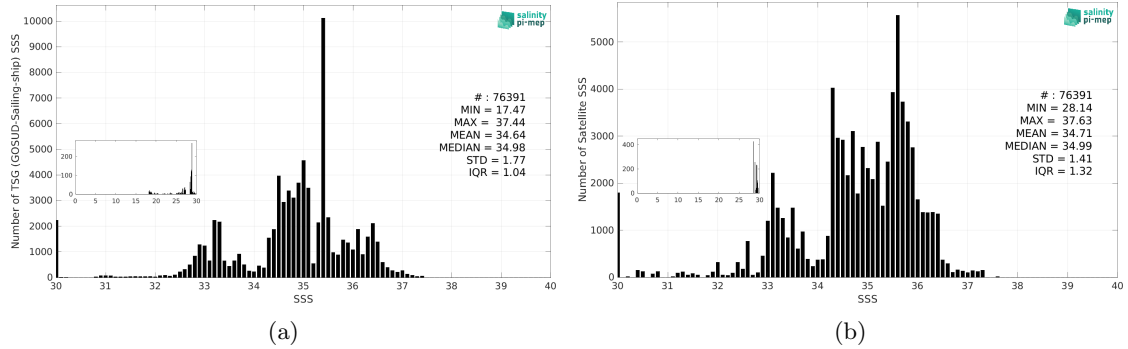 salinity
pi-mep
Number of TSG (GOSUD-Sailing-ship) SSS
10000
9000
8000
7000
6000
5000
4000
3000
2000
1000
0
# : 76391
MIN = 17.47
MAX = 37.44
MEAN = 34.64
MEDIAN = 34.98
STD = 1.77
IQR = 1.04
200
100
0
0 5 10 15 20 25 30
30 31 32 33 34 35 36 37 38 39 40
SSS
(a)
salinity
pi-mep
Number of Satellite SSS
5000
4000
3000
2000
1000
0
# : 76391
MIN = 28.14
MAX = 37.63
MEAN = 34.71
MEDIAN = 34.99
STD = 1.41
IQR = 1.32
400
200
0
0 5 10 15 20 25 30
30 31 32 33 34 35 36 37 38 39 40
SSS
(b)